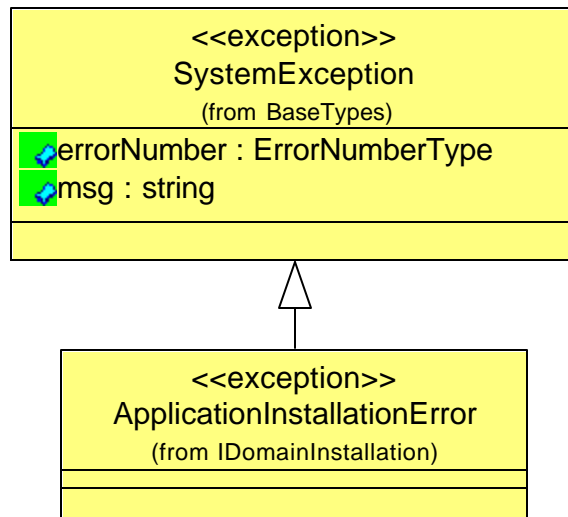 <<exception>>
SystemException
(from BaseTypes)
errorNumber : ErrorNumberType
msg : string
<<exception>>
ApplicationInstallationError
(from IDomainInstallation)